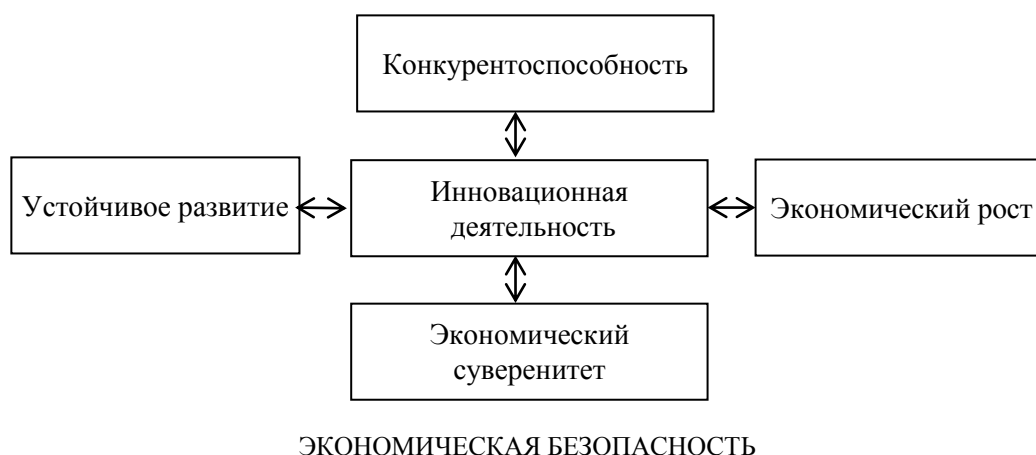 Конкурентоспособность
Устойчивое развитие
Инновационная
деятельность
Экономический рост
Экономический
суверенитет
ЭКОНОМИЧЕСКАЯ БЕЗОПАСНОСТЬ